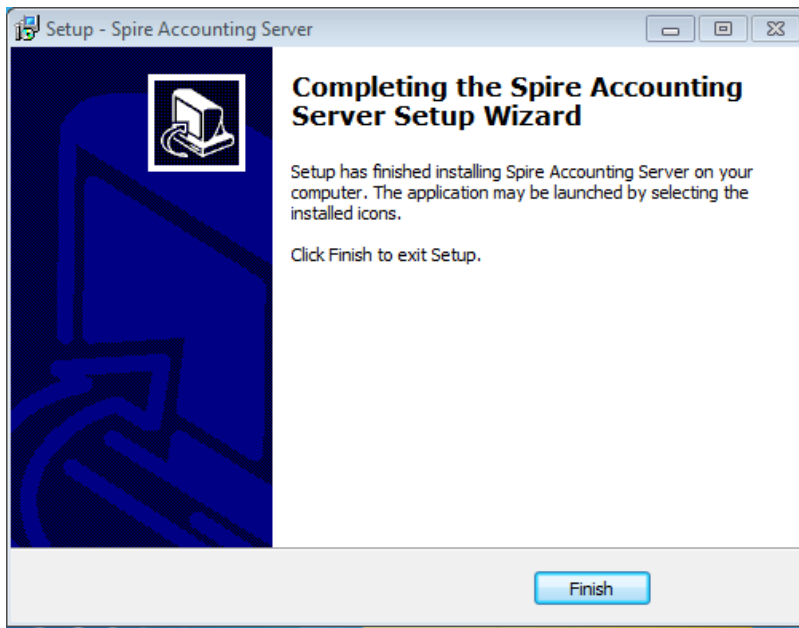 Setup - Spire Accounting Server
Completing the Spire Accounting
Server Setup Wizard
Setup has finished installing Spire Accounting Server on your
computer. The application may be launched by selecting the
installed icons.
Click Finish to exit Setup.
Finish